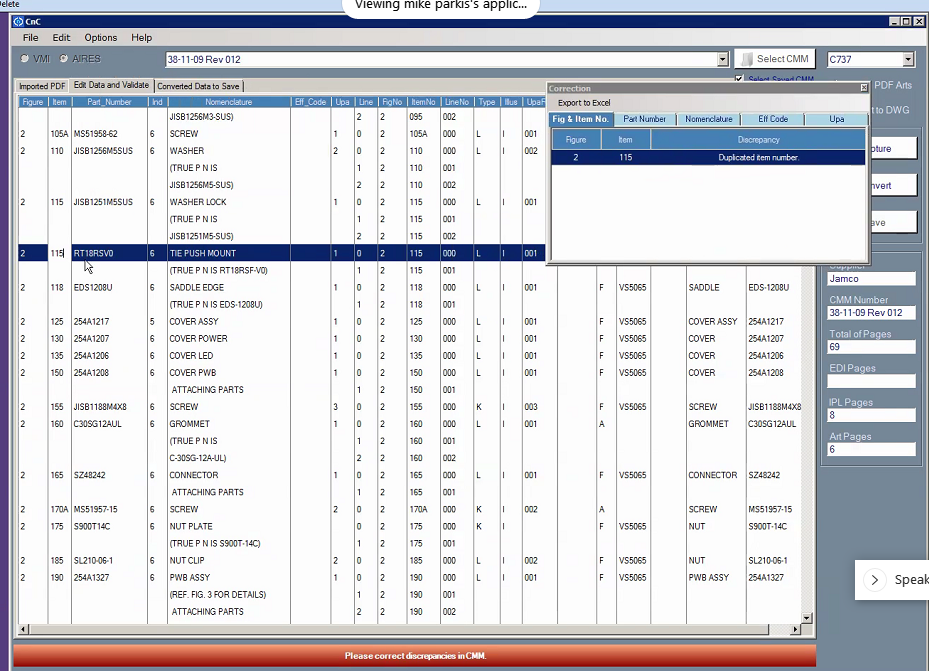 Delete
Viewing mike parkis's applic...
CnC
File Edit Options Help
VMI AIRES 38-11-09 Rev 012 Select CMM C737
Select Saved CMM
Imported PDF Edit Data and Validate Converted Data to Save
PDF Arts
to DWG
Figure Item Part_Number Ind Nomenclature Eff_Code Upa Line FigNo ItemNo LineNo Type Illus UpaF
JISB1256M3-SUS) 2 2 095 002
2 105A MS51958-62 6 SCREW 1 0 2 105A 000 L I 001
2 110 JISB1256M5SUS 6 WASHER 2 0 2 110 000 L I 002
(TRUE P N IS 1 2 110 001
JISB1256M5-SUS) 2 2 110 002
2 115 JISB1251M5SUS 6 WASHER LOCK 1 0 2 115 000 L I 001
(TRUE P N IS 1 2 115 001
JISB1251M5-SUS) 2 2 115 002
2 115 RT18RSV0 6 TIE PUSH MOUNT 1 0 2 115 000 L I 001
(TRUE P N IS RT18RSF-V0) 1 2 115 001
2 118 EDS1208U 6 SADDLE EDGE 1 0 2 118 000 L I 001 F VS5065 SADDLE EDS-1208U
(TRUE P N IS EDS-1208U) 1 2 118 001
2 125 254A1217 5 COVER ASSY 1 0 2 125 000 L I 001 F VS5065 COVER ASSY 254A1217
2 130 254A1207 6 COVER POWER 1 0 2 130 000 L I 001 F VS5065 COVER 254A1207
2 135 254A1206 6 COVER LED 1 0 2 135 000 L I 001 F VS5065 COVER 254A1206
2 150 254A1208 6 COVER PWB 1 0 2 150 000 L I 001 F VS5065 COVER 254A1208
ATTACHING PARTS 1 2 150 001
2 155 JISB1188M4X8 6 SCREW 3 0 2 155 000 K I 003 F VS5065 SCREW JISB1188M4X8
2 160 C30SG12AUL 6 GROMMET 1 0 2 160 000 L I 001 A GROMMET C30SG12AUL
(TRUE P N IS 1 2 160 001
C-30SG-12A-UL) 2 2 160 002
2 165 SZ48242 6 CONNECTOR 1 0 2 165 000 L I 001 F VS5065 CONNECTOR SZ48242
ATTACHING PARTS 1 2 165 001
2 170A MS51957-15 6 SCREW 2 0 2 170A 000 K I 002 A SCREW MS51957-15
2 175 S900T14C 6 NUT PLATE 0 2 175 000 K I F VS5065 NUT S900T-14C
(TRUE P N IS S900T-14C) 1 2 175 001
2 185 SL210-06-1 6 NUT CLIP 2 0 2 185 000 L I 002 F VS5065 NUT SL210-06-1
2 190 254A1327 6 PWB ASSY 1 0 2 190 000 L I 001 F VS5065 PWB ASSY 254A1327
(REF. FIG. 3 FOR DETAILS) 1 2 190 001
ATTACHING PARTS 2 2 190 002
Correction
Export to Excel
Fig & Item No. Part Number Nomenclature Eff Code Upa
Figure Item Discrepancy
2 115 Duplicated item number.
pture
nvert
ave
Supplier
Jamco
CMM Number
38-11-09 Rev 012
Total of Pages
69
EDI Pages
IPL Pages
8
Art Pages
6
Speak
Please correct discrepancies in CMM.